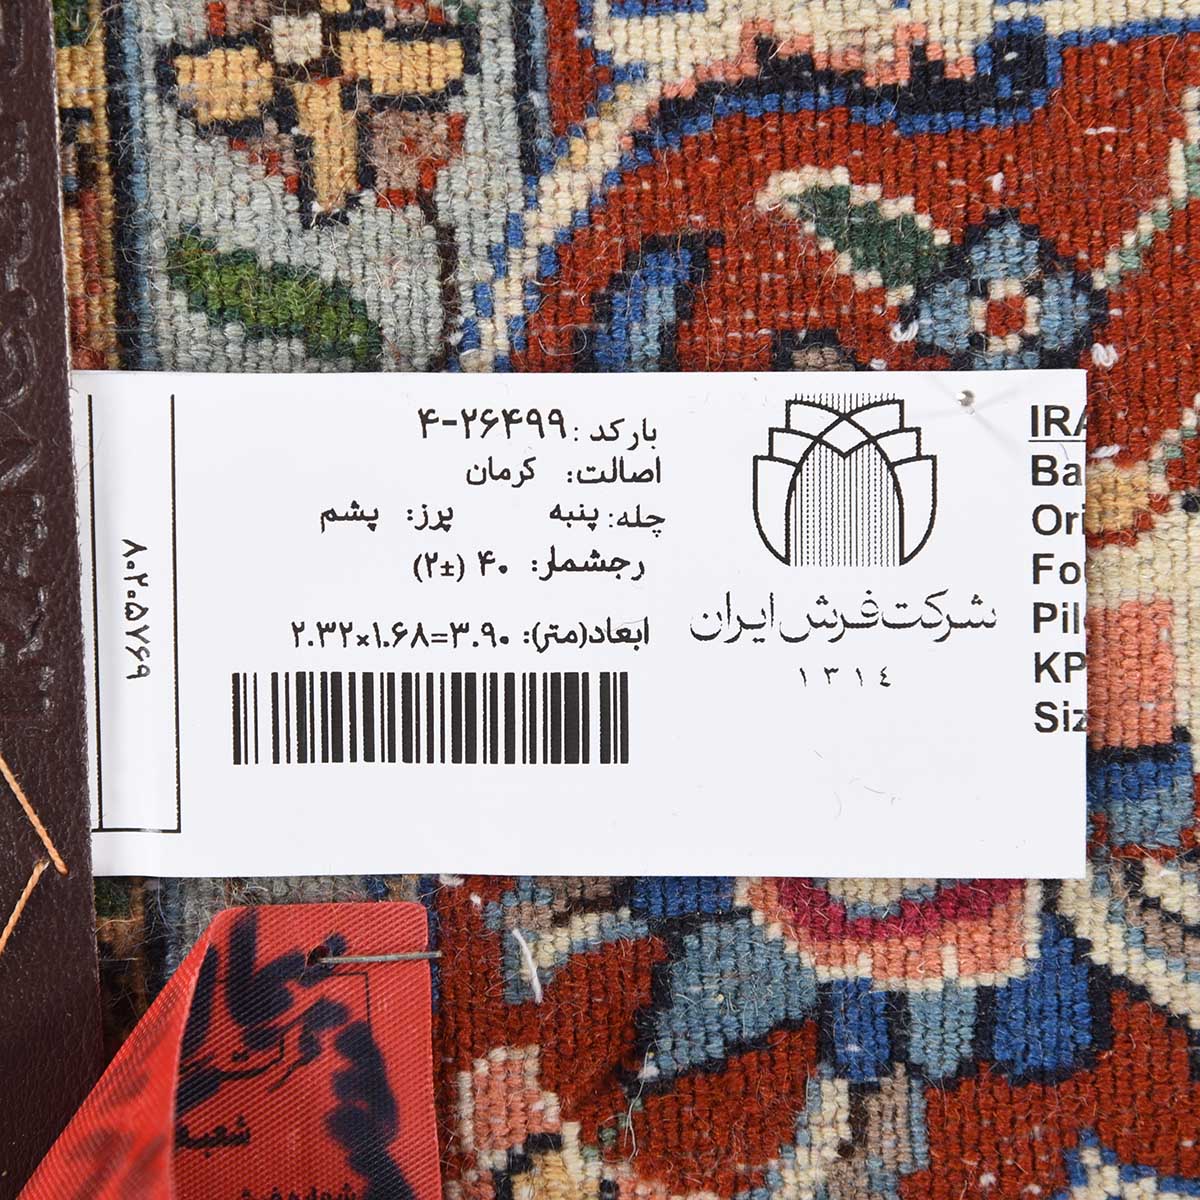 بارکد: ۴-۲۶۴۹۹
اصالت: کرمان
چله: پنبه پرز: پشم
رجشمار: ۴۰ (±۲)
ابعاد(متر): ۲.۳۲×۱.۶۸=۳.۹۰
شرکت فرش ایران
۱۳۱۴
۸۰۲۰۵۷۶۹
IRA
Ba
Ori
Fo
Pil
KP
Siz
شعبه